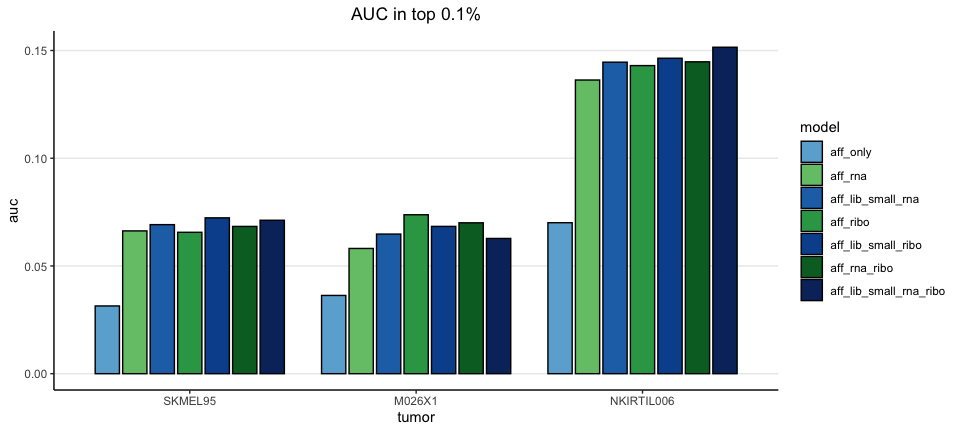 AUC in top 0.1%
auc
0.15
0.10
0.05
0.00
SKMEL95
M026X1
NKIRTIL006
tumor
model
aff_only
aff_rna
aff_lib_small_rna
aff_ribo
aff_lib_small_ribo
aff_rna_ribo
aff_lib_small_rna_ribo